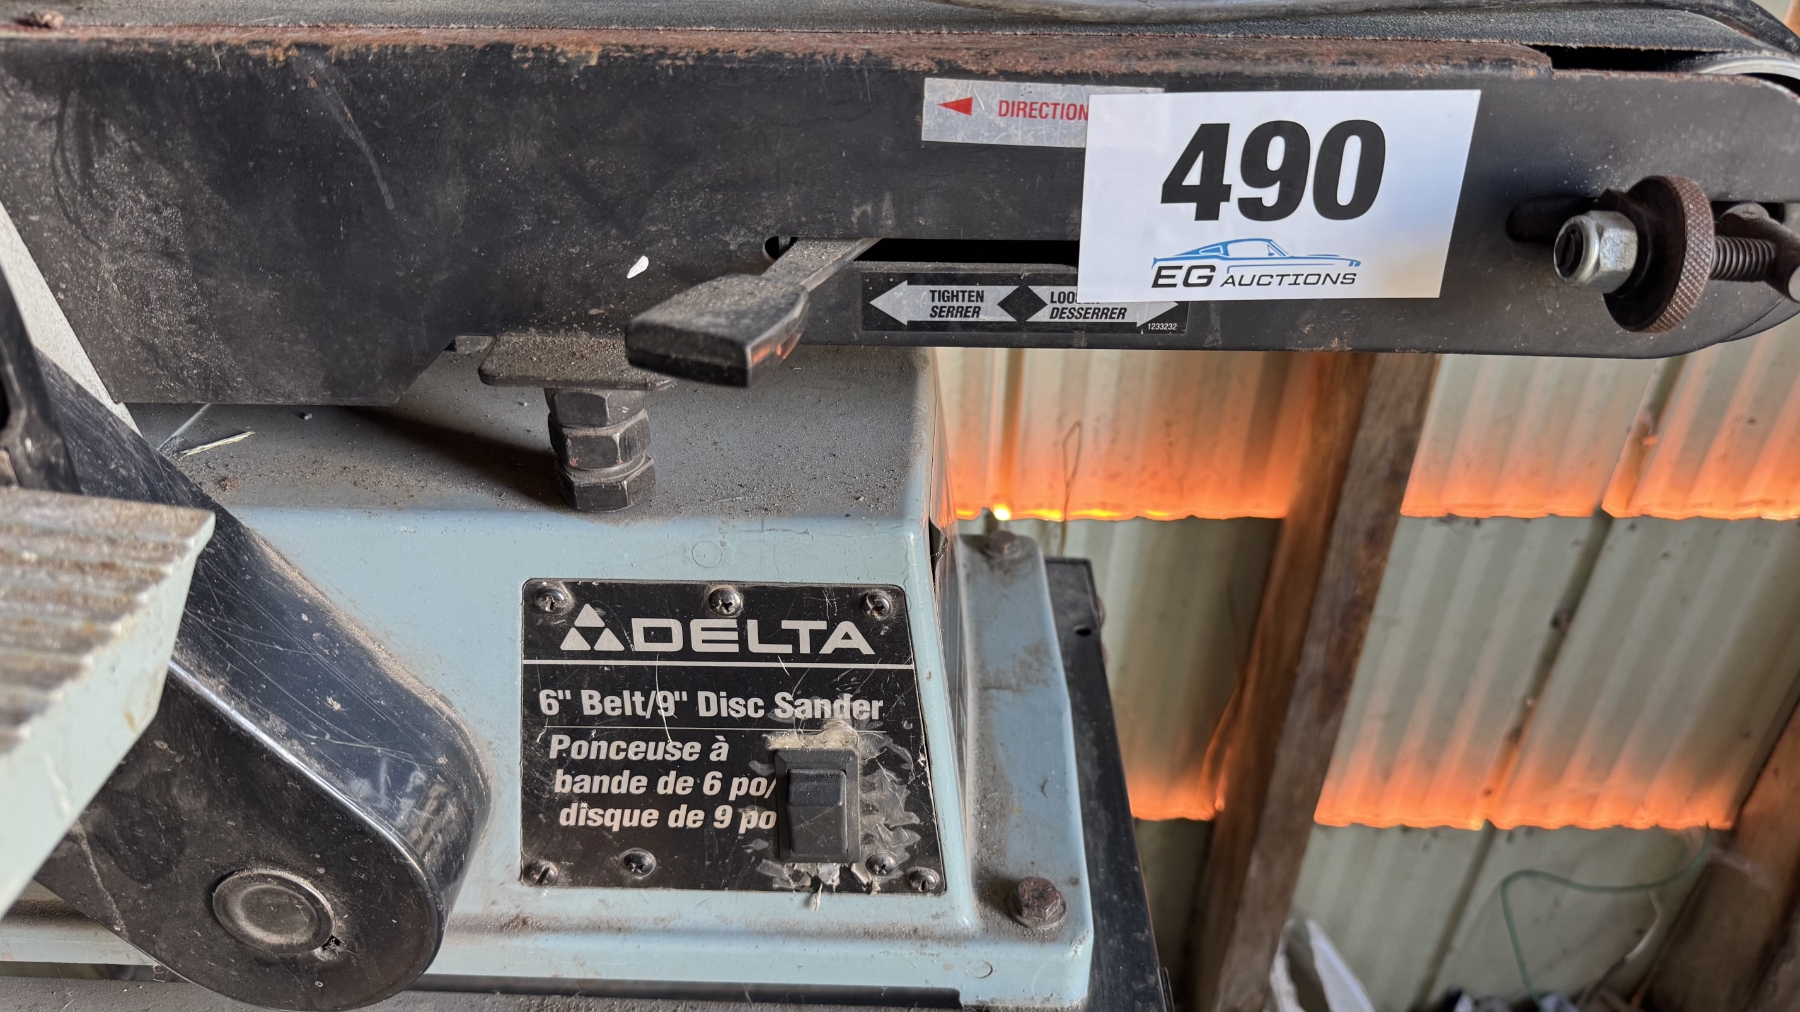 DIRECTION
490
EG AUCTIONS
TIGHTEN
SERRER
DESSERRER
1233232
DELTA
6" Belt/9" Disc Sander
Ponceuse à
bande de 6 po/
disque de 9 po